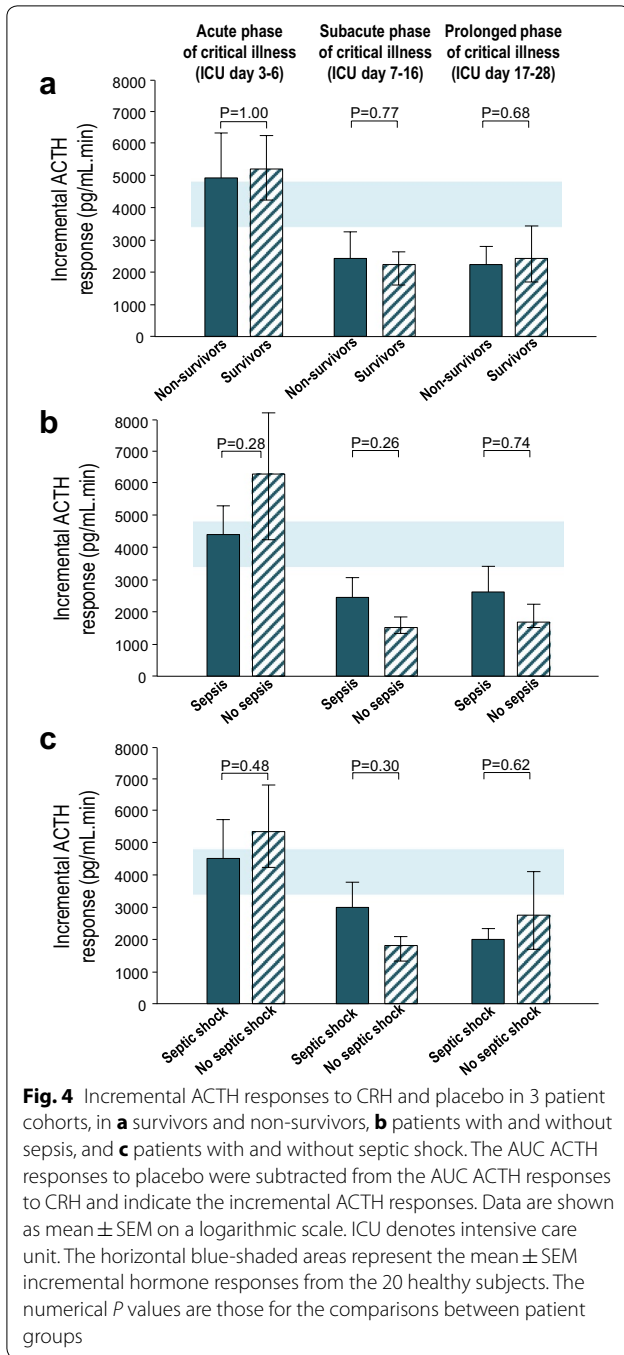 Acute phase of critical illness (ICU day 3-6)
Subacute phase of critical illness (ICU day 7-16)
Prolonged phase of critical illness (ICU day 17-28)
a
Incremental ACTH response (pg/mL.min)
8000
7000
6000
5000
4000
3000
2000
1000
0
P=1.00
P=0.77
P=0.68
Non-survivors
Survivors
Non-survivors
Survivors
Non-survivors
Survivors
b
Incremental ACTH response (pg/mL.min)
8000
7000
6000
5000
4000
3000
2000
1000
0
P=0.28
P=0.26
P=0.74
Sepsis
No sepsis
Sepsis
No sepsis
Sepsis
No sepsis
c
Incremental ACTH response (pg/mL.min)
8000
7000
6000
5000
4000
3000
2000
1000
0
P=0.48
P=0.30
P=0.62
Septic shock
No septic shock
Septic shock
No septic shock
Septic shock
No septic shock
Fig. 4 Incremental ACTH responses to CRH and placebo in 3 patient
cohorts, in a survivors and non-survivors, b patients with and without
sepsis, and c patients with and without septic shock. The AUC ACTH
responses to placebo were subtracted from the AUC ACTH responses
to CRH and indicate the incremental ACTH responses. Data are shown
as mean ± SEM on a logarithmic scale. ICU denotes intensive care
unit. The horizontal blue-shaded areas represent the mean ± SEM
incremental hormone responses from the 20 healthy subjects. The
numerical P values are those for the comparisons between patient
groups